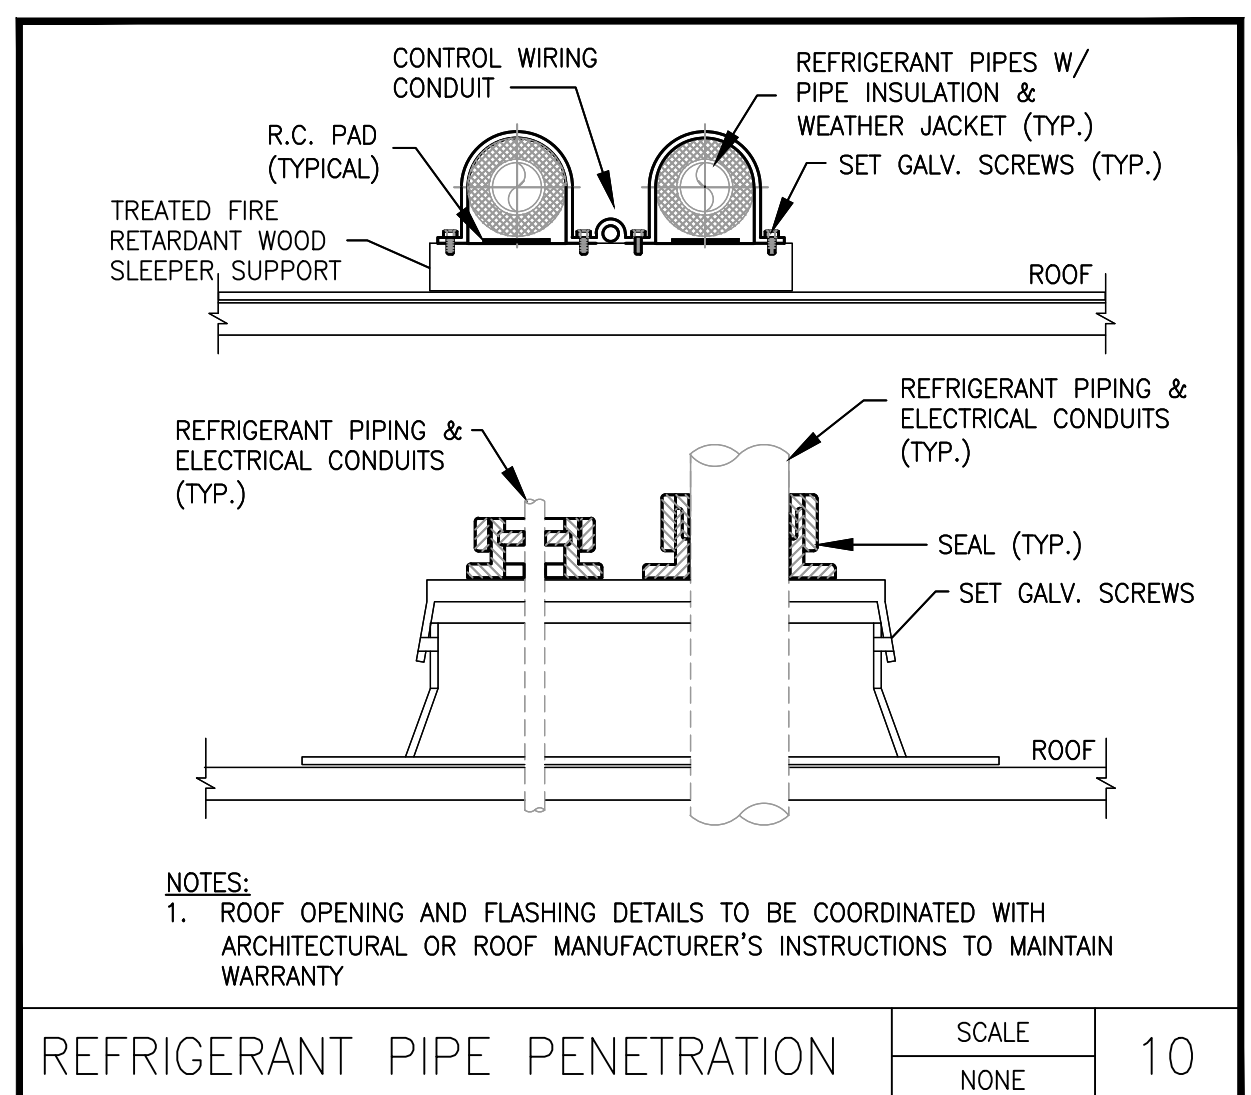 CONTROL WIRING
CONDUIT
REFRIGERANT PIPES W/
PIPE INSULATION &
WEATHER JACKET (TYP.)
R.C. PAD
(TYPICAL)
SET GALV. SCREWS (TYP.)
TREATED FIRE
RETARDANT WOOD
SLEEPER SUPPORT
ROOF
REFRIGERANT PIPING &
ELECTRICAL CONDUITS
(TYP.)
REFRIGERANT PIPING &
ELECTRICAL CONDUITS
(TYP.)
SEAL (TYP.)
SET GALV. SCREWS
ROOF
NOTES:
1. ROOF OPENING AND FLASHING DETAILS TO BE COORDINATED WITH
ARCHITECTURAL OR ROOF MANUFACTURER'S INSTRUCTIONS TO MAINTAIN
WARRANTY
REFRIGERANT PIPE PENETRATION
SCALE
NONE
10